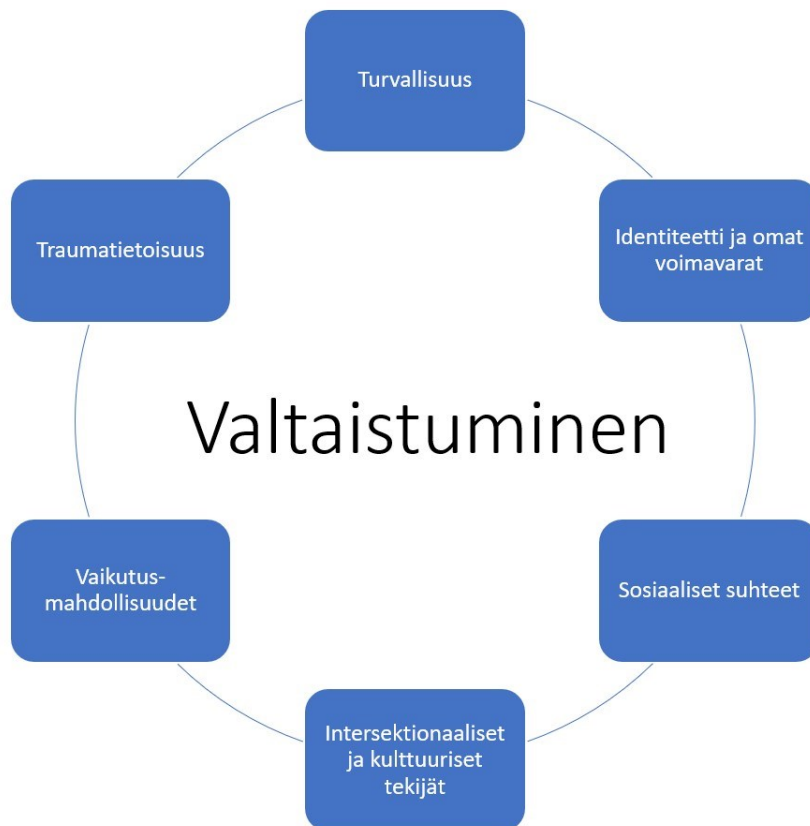 Turvallisuus
Identiteetti ja omat
voimavarat
Sosiaaliset suhteet
Intersektionaaliset
ja kulttuuriset
tekijät
Vaikutus-
mahdollisuudet
Traumatietoisuus
Valtaistuminen